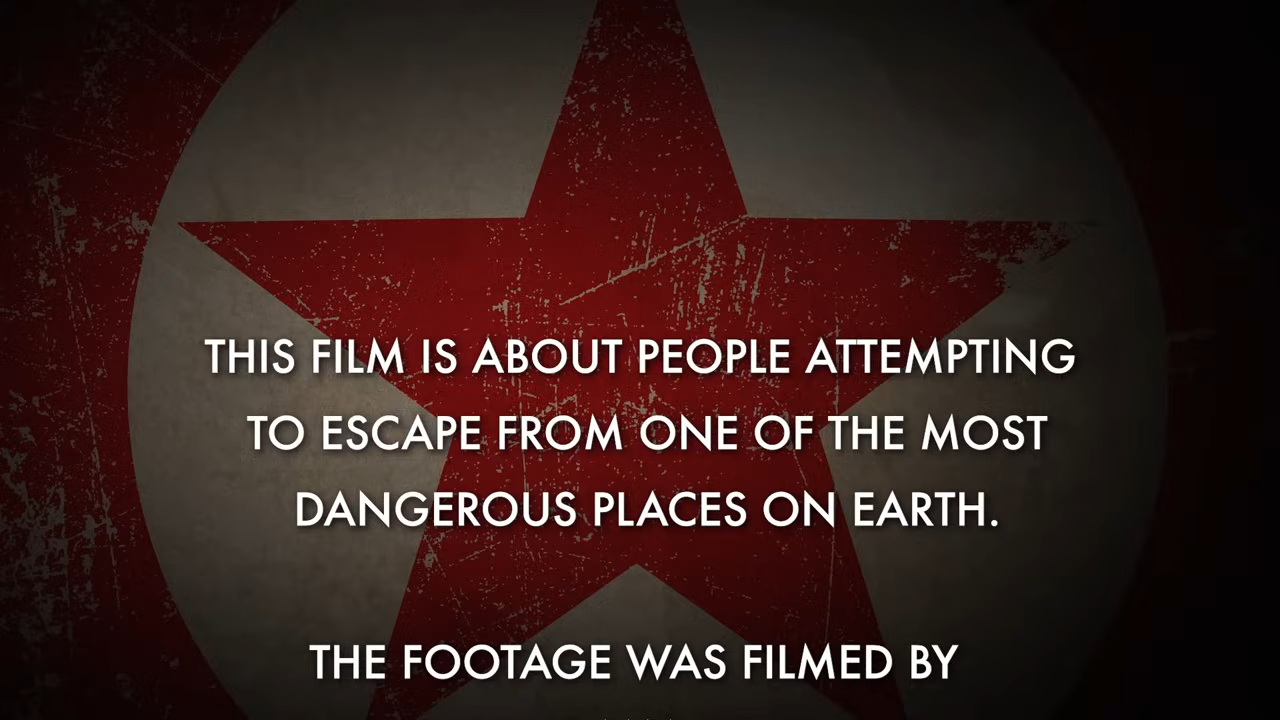 THIS FILM IS ABOUT PEOPLE ATTEMPTING
TO ESCAPE FROM ONE OF THE MOST
DANGEROUS PLACES ON EARTH.
THE FOOTAGE WAS FILMED BY